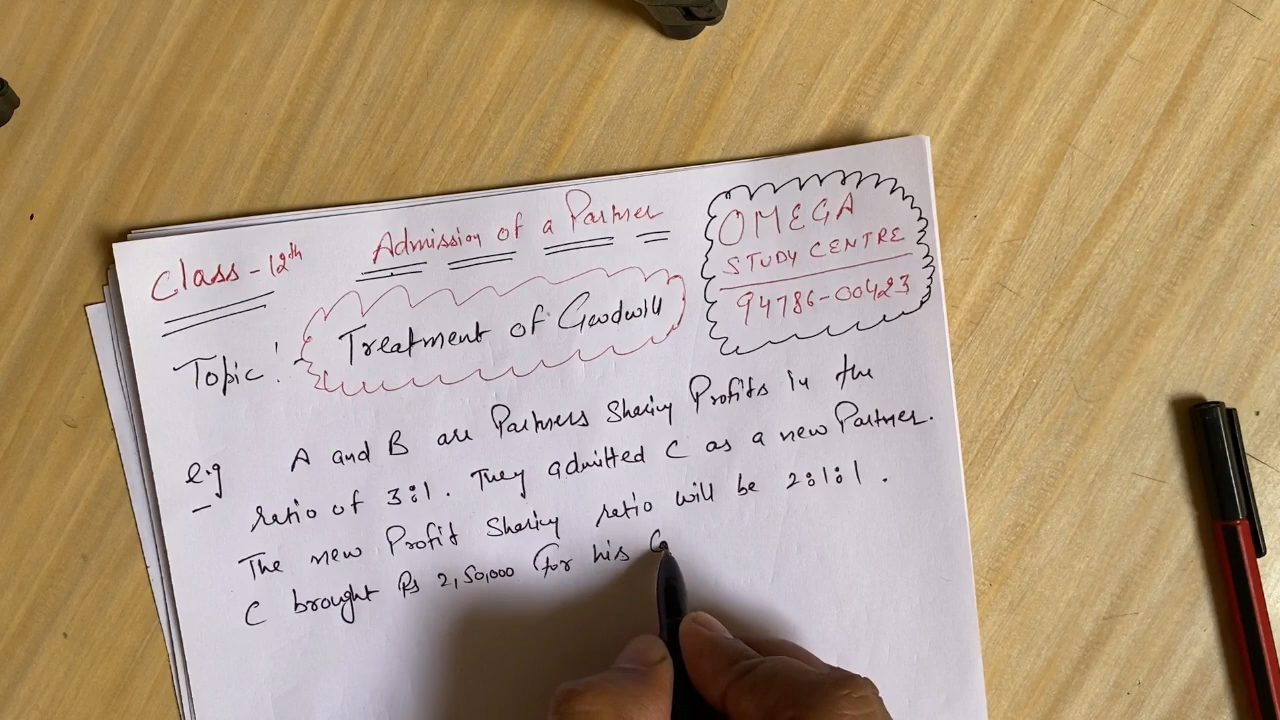 Class - 12th
Admission of a Partner
OMEGA
STUDY CENTRE
94786-00423
Topic :- Treatment of Goodwill
e.g A and B are Partners Sharing Profits in the
ratio of 3:1. They admitted C as a new Partner.
The new Profit Sharing ratio will be 2:1:1.
C brought Rs 2,50,000 for his